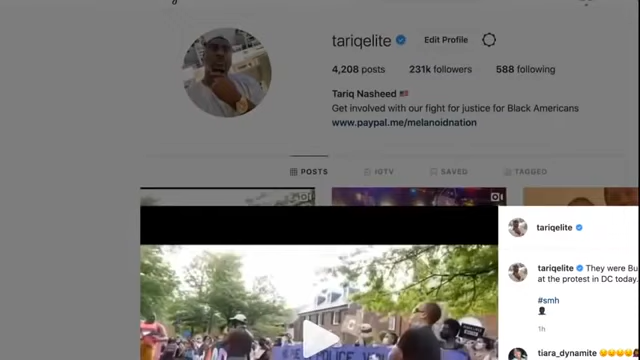 tariqelite
Edit Profile
4,208 posts 231k followers 588 following
Tariq Nasheed 🇺🇸
Get involved with our fight for justice for Black Americans
www.paypal.me/melanoidnation
POSTS
IGTV
SAVED
TAGGED
tariqelite
tariqelite They were Bu
at the protest in DC today.
#smh
1h
tiara_dynamite
POLICE